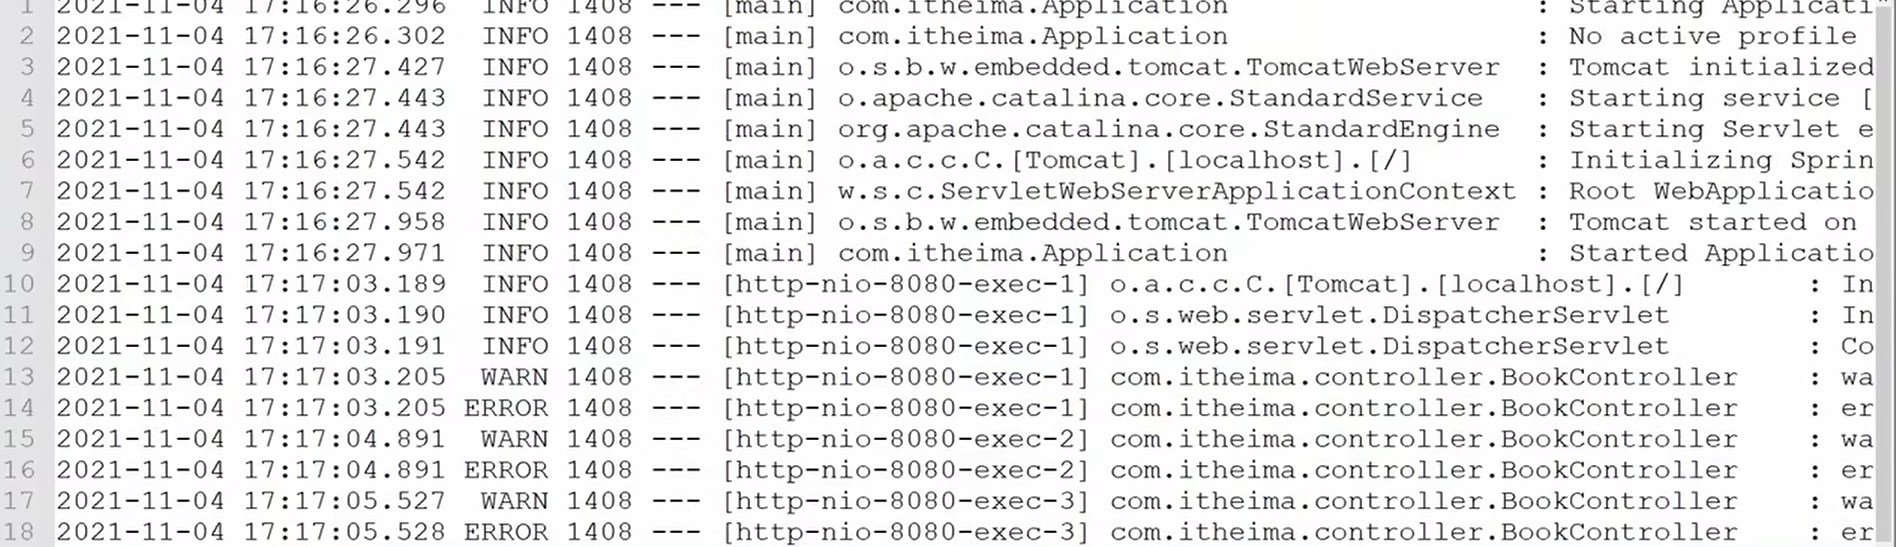 1 2021-11-04 17:16:26.296 INFO 1408 --- [main] com.itheima.Application : Starting Applicati
2 2021-11-04 17:16:26.302 INFO 1408 --- [main] com.itheima.Application : No active profile
3 2021-11-04 17:16:27.427 INFO 1408 --- [main] o.s.b.w.embedded.tomcat.TomcatWebServer : Tomcat initialized
4 2021-11-04 17:16:27.443 INFO 1408 --- [main] o.apache.catalina.core.StandardService : Starting service [
5 2021-11-04 17:16:27.443 INFO 1408 --- [main] org.apache.catalina.core.StandardEngine : Starting Servlet e
6 2021-11-04 17:16:27.542 INFO 1408 --- [main] o.a.c.c.C.[Tomcat].[localhost].[/] : Initializing Sprin
7 2021-11-04 17:16:27.542 INFO 1408 --- [main] w.s.c.ServletWebServerApplicationContext : Root WebApplicatio
8 2021-11-04 17:16:27.958 INFO 1408 --- [main] o.s.b.w.embedded.tomcat.TomcatWebServer : Tomcat started on
9 2021-11-04 17:16:27.971 INFO 1408 --- [main] com.itheima.Application : Started Applicatio
10 2021-11-04 17:17:03.189 INFO 1408 --- [http-nio-8080-exec-1] o.a.c.c.C.[Tomcat].[localhost].[/] : In
11 2021-11-04 17:17:03.190 INFO 1408 --- [http-nio-8080-exec-1] o.s.web.servlet.DispatcherServlet : In
12 2021-11-04 17:17:03.191 INFO 1408 --- [http-nio-8080-exec-1] o.s.web.servlet.DispatcherServlet : Co
13 2021-11-04 17:17:03.205 WARN 1408 --- [http-nio-8080-exec-1] com.itheima.controller.BookController : wa
14 2021-11-04 17:17:03.205 ERROR 1408 --- [http-nio-8080-exec-1] com.itheima.controller.BookController : er
15 2021-11-04 17:17:04.891 WARN 1408 --- [http-nio-8080-exec-2] com.itheima.controller.BookController : wa
16 2021-11-04 17:17:04.891 ERROR 1408 --- [http-nio-8080-exec-2] com.itheima.controller.BookController : er
17 2021-11-04 17:17:05.527 WARN 1408 --- [http-nio-8080-exec-3] com.itheima.controller.BookController : wa
18 2021-11-04 17:17:05.528 ERROR 1408 --- [http-nio-8080-exec-3] com.itheima.controller.BookController : er